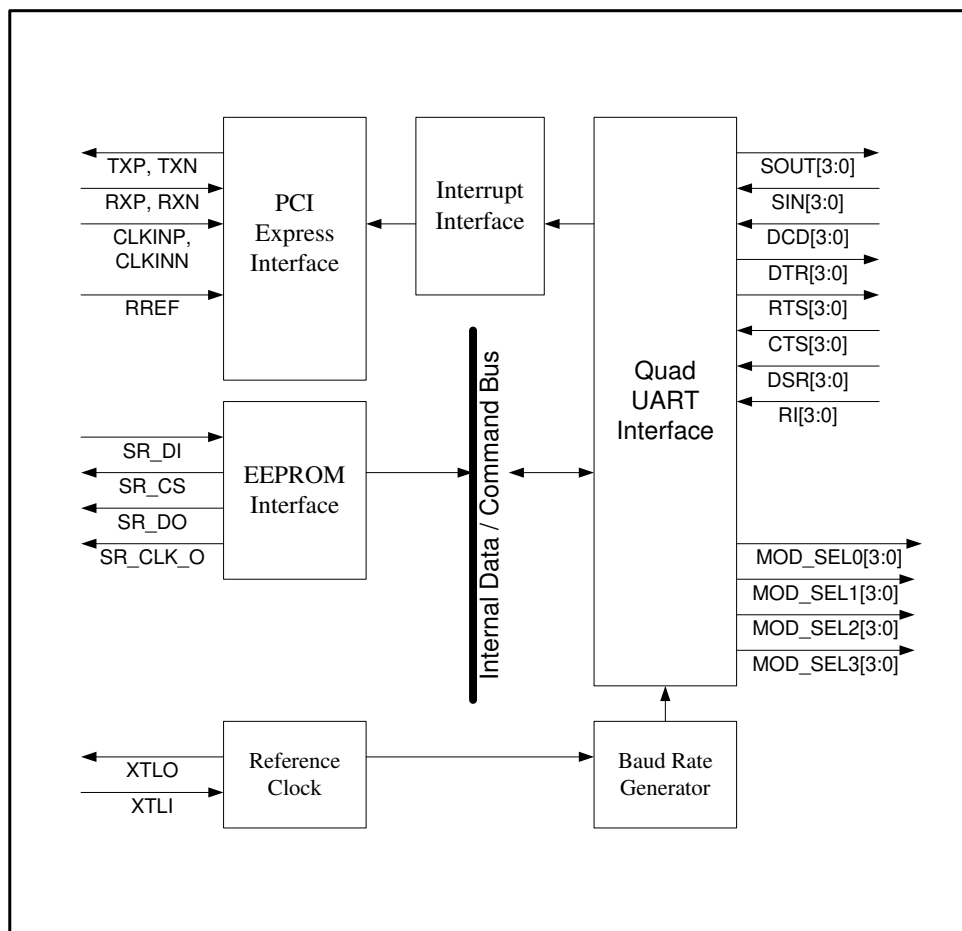 TXP, TXN
RXP, RXN
CLKINP,
CLKINN
RREF
PCI
Express
Interface
Interrupt
Interface
Quad
UART
Interface
SOUT[3:0]
SIN[3:0]
DCD[3:0]
DTR[3:0]
RTS[3:0]
CTS[3:0]
DSR[3:0]
RI[3:0]
SR_DI
SR_CS
SR_DO
SR_CLK_O
EEPROM
Interface
Internal Data / Command Bus
MOD_SEL0[3:0]
MOD_SEL1[3:0]
MOD_SEL2[3:0]
MOD_SEL3[3:0]
XTLO
XTLI
Reference
Clock
Baud Rate
Generator